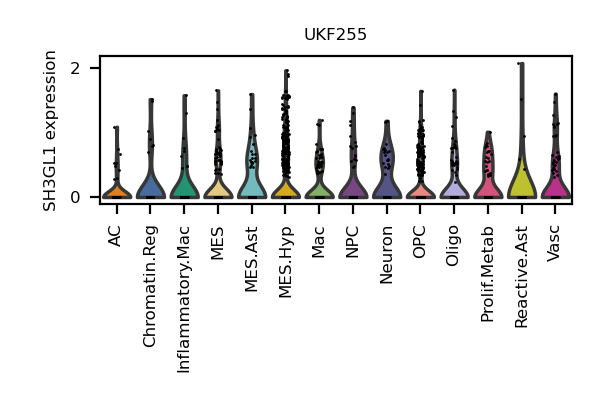 UKF255
SH3GL1 expression
2
0
AC
Chromatin.Reg
Inflammatory.Mac
MES
MES.Ast
MES.Hyp
Mac
NPC
Neuron
OPC
Oligo
Prolif.Metab
Reactive.Ast
Vasc